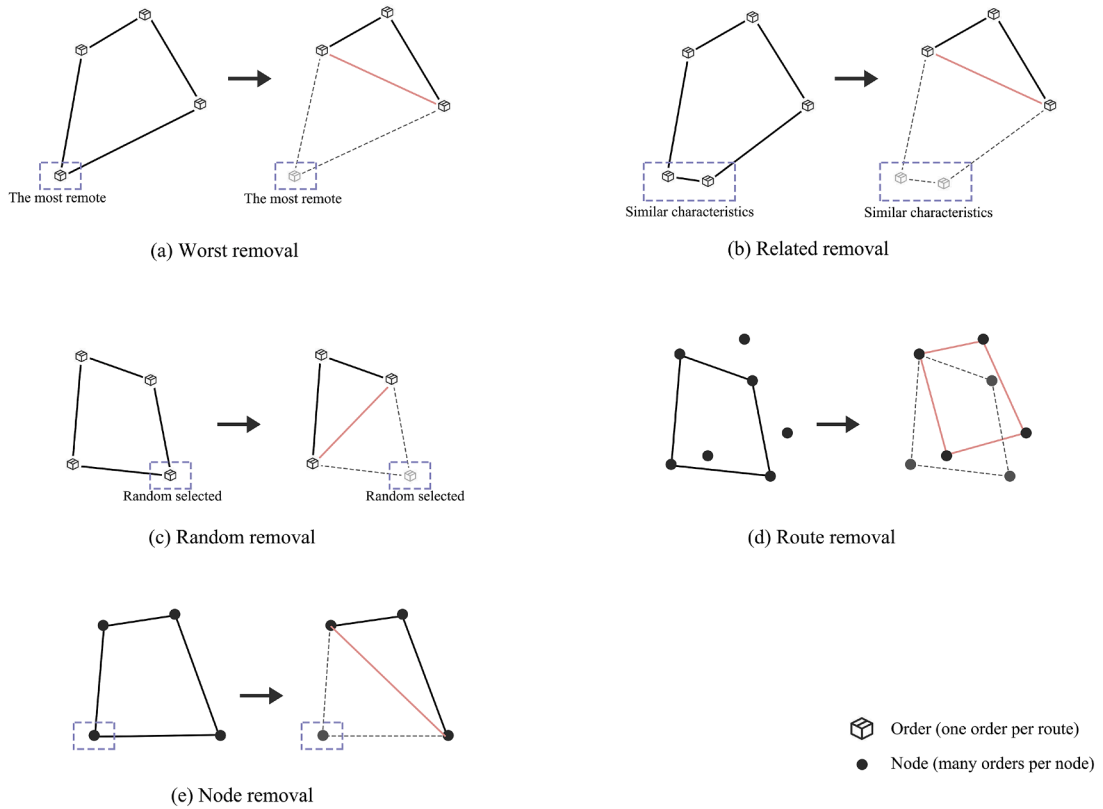 The most remote
The most remote
(a) Worst removal
Similar characteristics
Similar characteristics
(b) Related removal
Random selected
Random selected
(c) Random removal
(d) Route removal
(e) Node removal
Order (one order per route)
Node (many orders per node)